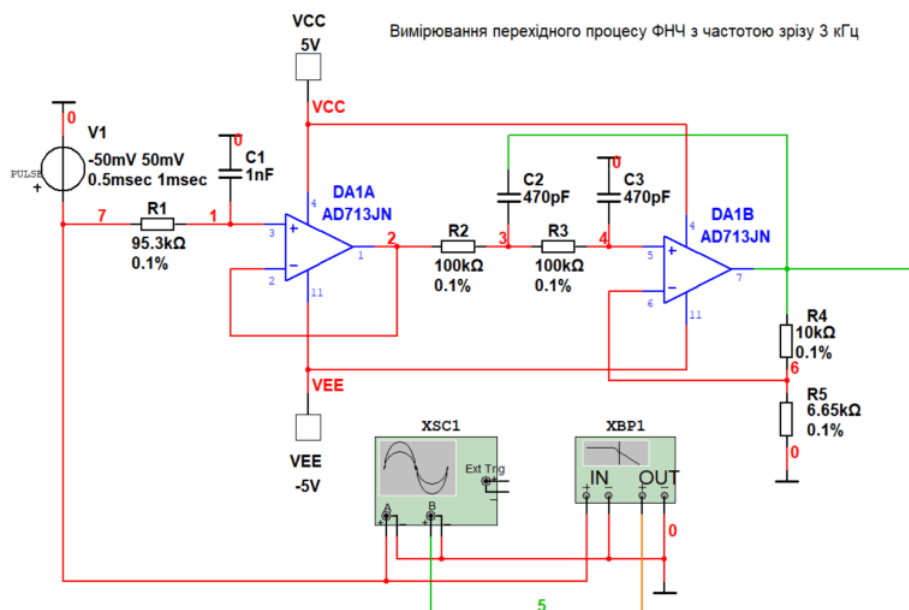 VCC
5V
Вимірювання перехідного процесу ФНЧ з частотою зрізу 3 кГц
0
V1
-50mV 50mV
0.5msec 1msec
PULSE
+
VCC
0
C1
1nF
7
R1
95.3kΩ
0.1%
1
DA1A
AD713JN
4
3
+
2
-
1
11
2
R2
100kΩ
0.1%
C2
470pF
3
R3
100kΩ
0.1%
0
C3
470pF
4
DA1B
AD713JN
4
5
+
6
-
7
11
R4
10kΩ
0.1%
6
R5
6.65kΩ
0.1%
0
VEE
VEE
-5V
XSC1
Ext Trig
+
-
A
B
+
-
+
-
XBP1
IN
OUT
+
-
+
-
0
5